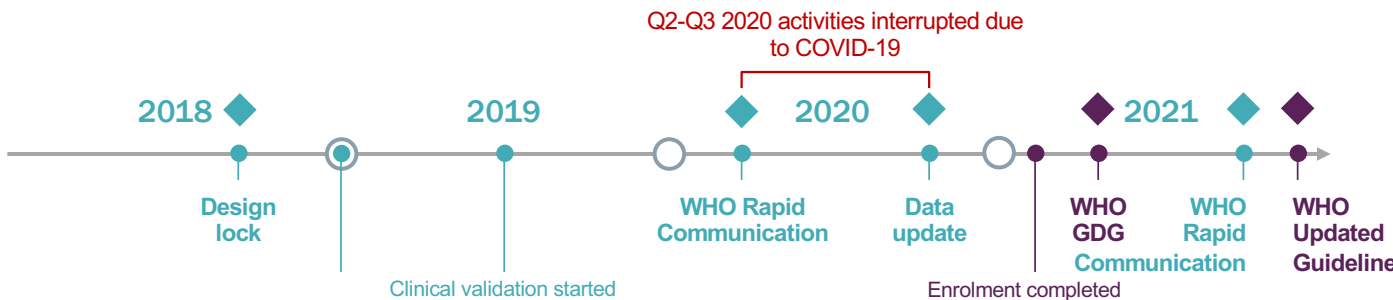 Q2-Q3 2020 activities interrupted due
to COVID-19
2018
2019
2020
2021
Design
lock
WHO Rapid
Communication
Data
update
WHO
GDG
WHO
Rapid
Communication
WHO
Updated
Guideline
Clinical validation started
Enrolment completed